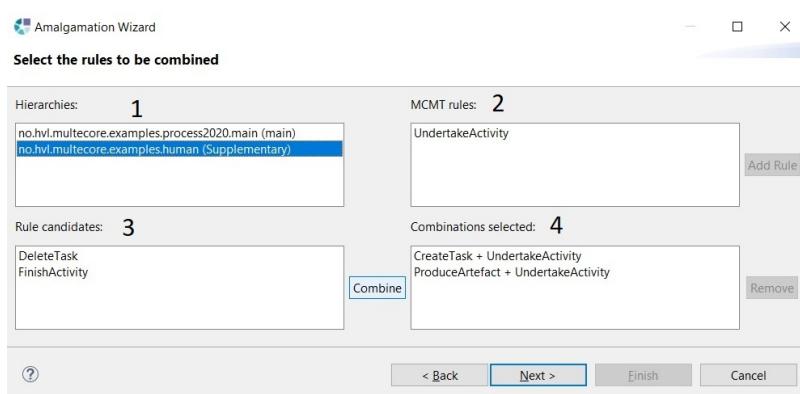 Amalgamation Wizard
Select the rules to be combined
Hierarchies: 1
MCMT rules: 2
no.hvl.multecore.examples.process2020.main (main)
no.hvl.multecore.examples.human (Supplementary)
UndertakeActivity
Add Rule
Rule candidates: 3
Combinations selected: 4
DeleteTask
FinishActivity
Combine
CreateTask + UndertakeActivity
ProduceArtefact + UndertakeActivity
Remove
?
< Back
Next >
Finish
Cancel